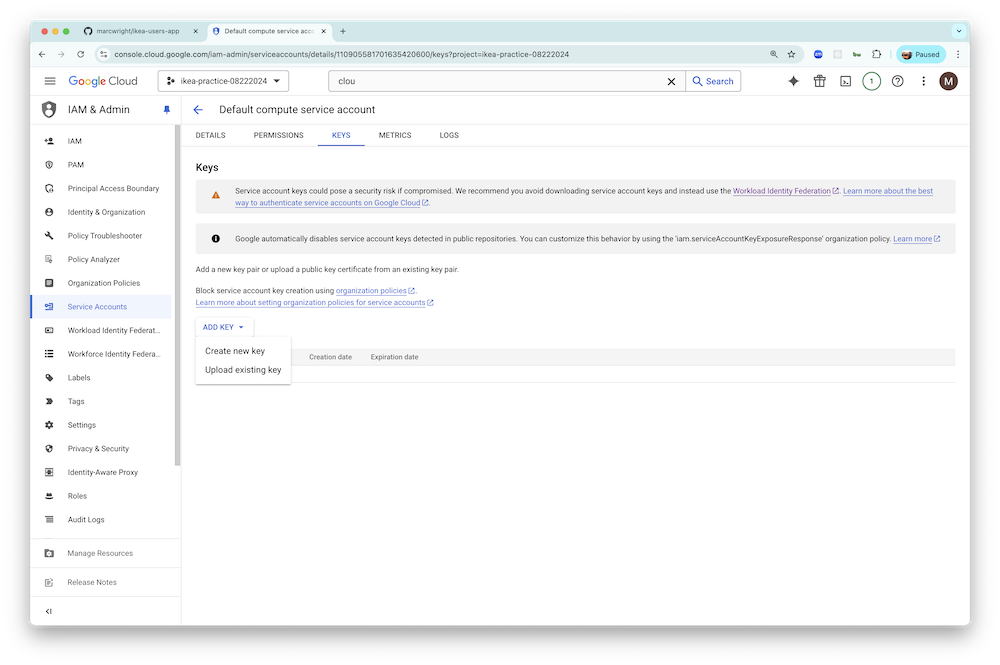 marcwright/ikea-users-app
Default compute service acco
console.cloud.google.com/iam-admin/serviceaccounts/details/110905581701635420600/keys?project=ikea-practice-08222024
Paused
Google Cloud
ikea-practice-08222024
clou
Search
1
M
IAM & Admin
Default compute service account
DETAILS
PERMISSIONS
KEYS
METRICS
LOGS
IAM
PAM
Principal Access Boundary
Identity & Organization
Policy Troubleshooter
Policy Analyzer
Organization Policies
Service Accounts
Workload Identity Federat...
Workforce Identity Federa...
Labels
Tags
Settings
Privacy & Security
Identity-Aware Proxy
Roles
Audit Logs
Manage Resources
Release Notes
Keys
Service account keys could pose a security risk if compromised. We recommend you avoid downloading service account keys and instead use the Workload Identity Federation. Learn more about the best
way to authenticate service accounts on Google Cloud.
Google automatically disables service account keys detected in public repositories. You can customize this behavior by using the 'iam.serviceAccountKeyExposureResponse' organization policy. Learn more
Add a new key pair or upload a public key certificate from an existing key pair.
Block service account key creation using organization policies.
Learn more about setting organization policies for service accounts
ADD KEY
Create new key
Upload existing key
Creation date
Expiration date